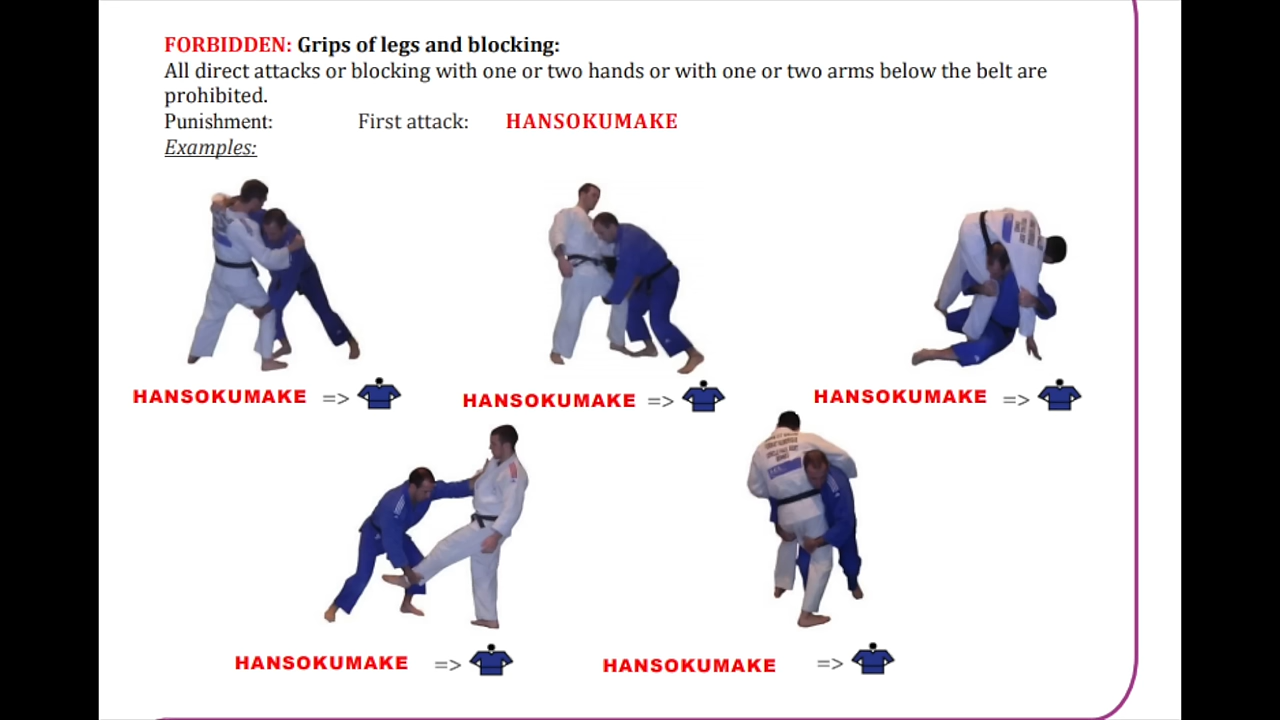 FORBIDDEN: Grips of legs and blocking:
All direct attacks or blocking with one or two hands or with one or two arms below the belt are
prohibited.
Punishment: First attack: HANSOKUMAKE
Examples:
HANSOKUMAKE =>
HANSOKUMAKE =>
HANSOKUMAKE =>
HANSOKUMAKE =>
HANSOKUMAKE =>